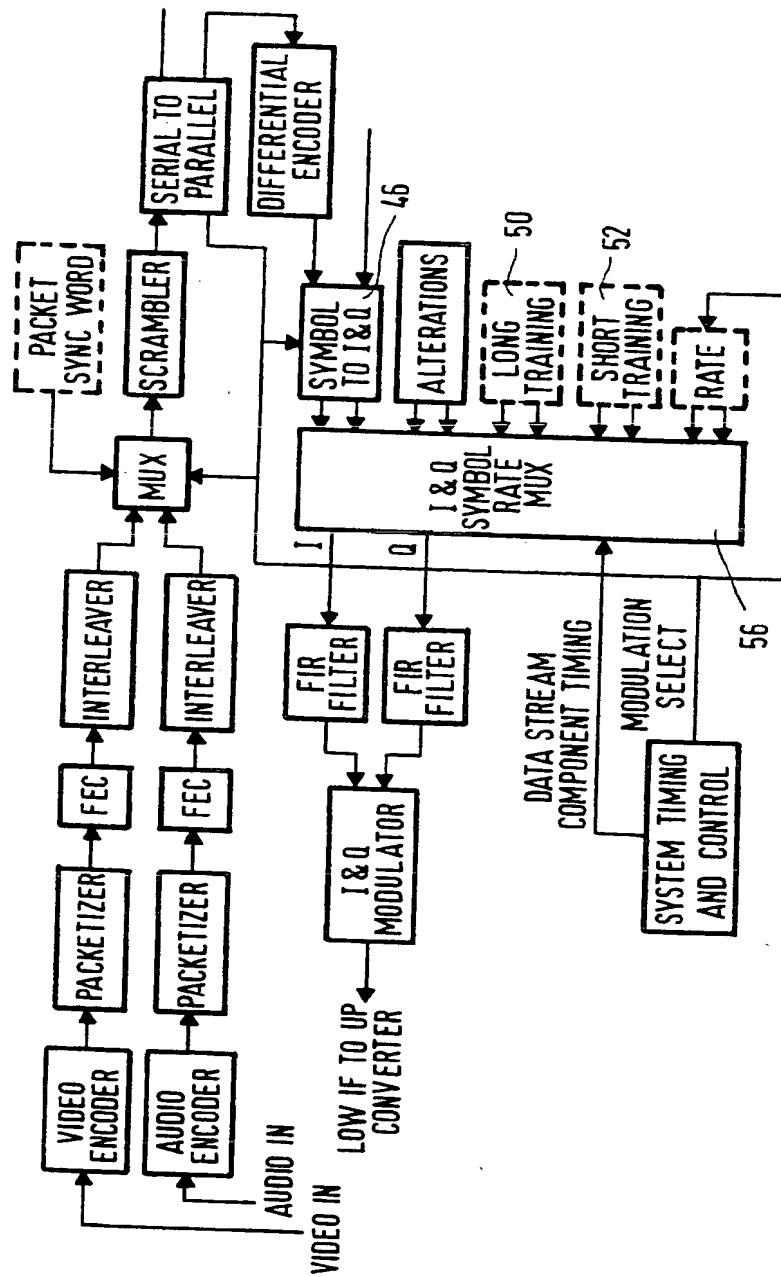 VIDEO IN
AUDIO IN
VIDEO
ENCODER
AUDIO
ENCODER
PACKETIZER
PACKETIZER
FEC
FEC
INTERLEAVER
INTERLEAVER
MUX
PACKET
SYNC WORD
SCRAMBLER
SERIAL TO
PARALLEL
DIFFERENTIAL
ENCODER
SYMBOL
TO I & Q
46
ALTERATIONS
LONG
TRAINING
50
SHORT
TRAINING
52
RATE
I & Q
SYMBOL
RATE
MUX
56
I
Q
FIR
FILTER
FIR
FILTER
I & Q
MODULATOR
LOW IF TO UP
CONVERTER
DATA STREAM
COMPONENT TIMING
MODULATION
SELECT
SYSTEM TIMING
AND CONTROL